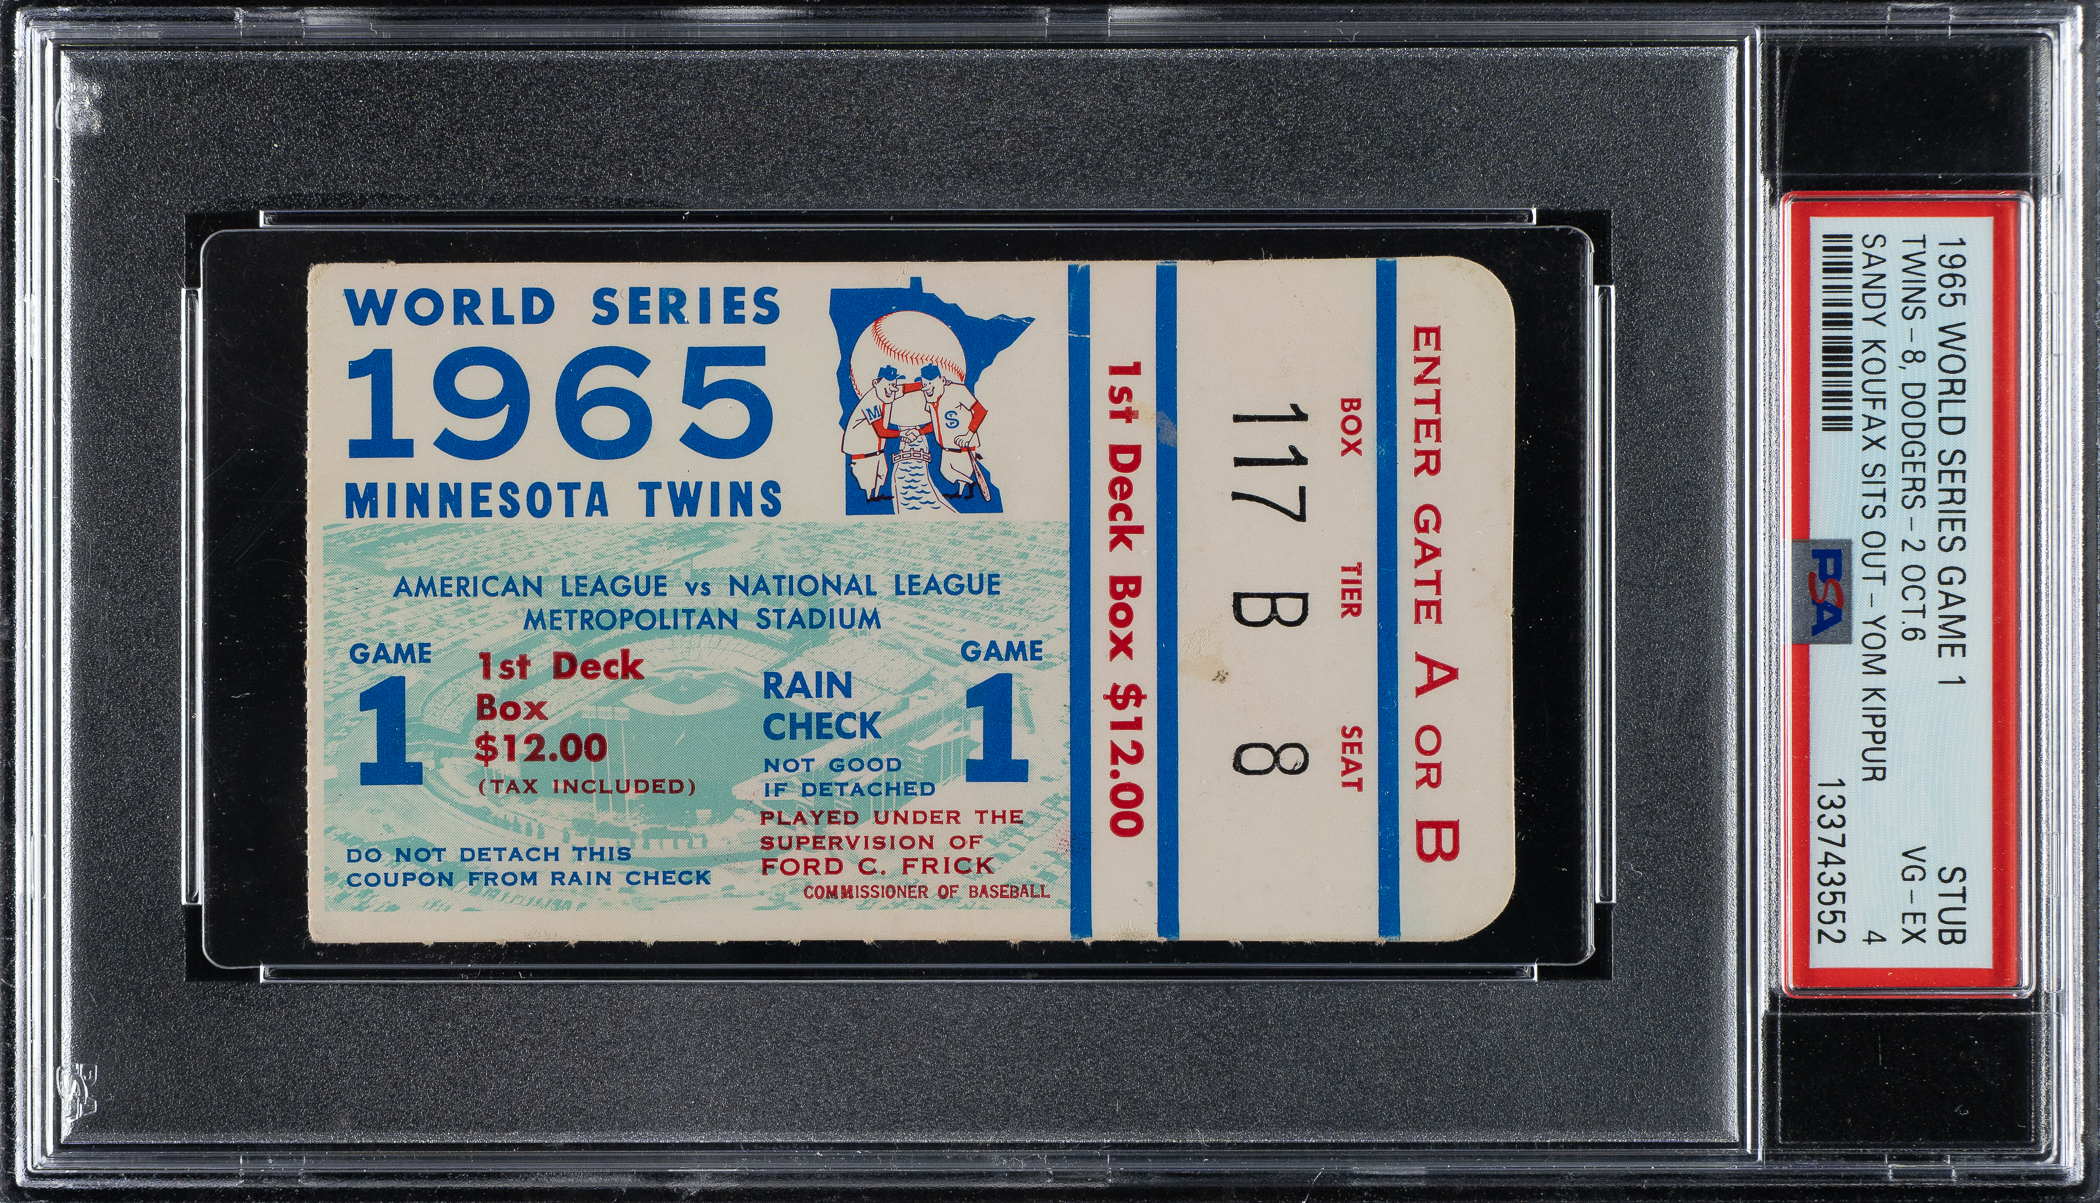 WORLD SERIES
1965
MINNESOTA TWINS
M
S
AMERICAN LEAGUE vs NATIONAL LEAGUE
METROPOLITAN STADIUM
GAME
1
1st Deck
Box
$12.00
(TAX INCLUDED)
RAIN
CHECK
NOT GOOD
IF DETACHED
GAME
1
PLAYED UNDER THE
SUPERVISION OF
FORD C. FRICK
COMMISSIONER OF BASEBALL
DO NOT DETACH THIS
COUPON FROM RAIN CHECK
1st Deck Box $12.00
117 B 8
BOX TIER SEAT
ENTER GATE A OR B
1965 WORLD SERIES GAME 1 STUB
TWINS-8, DODGERS-2 OCT.6 VG-EX
SANDY KOUFAX SITS OUT-YOM KIPPUR 4
PSA
133743552